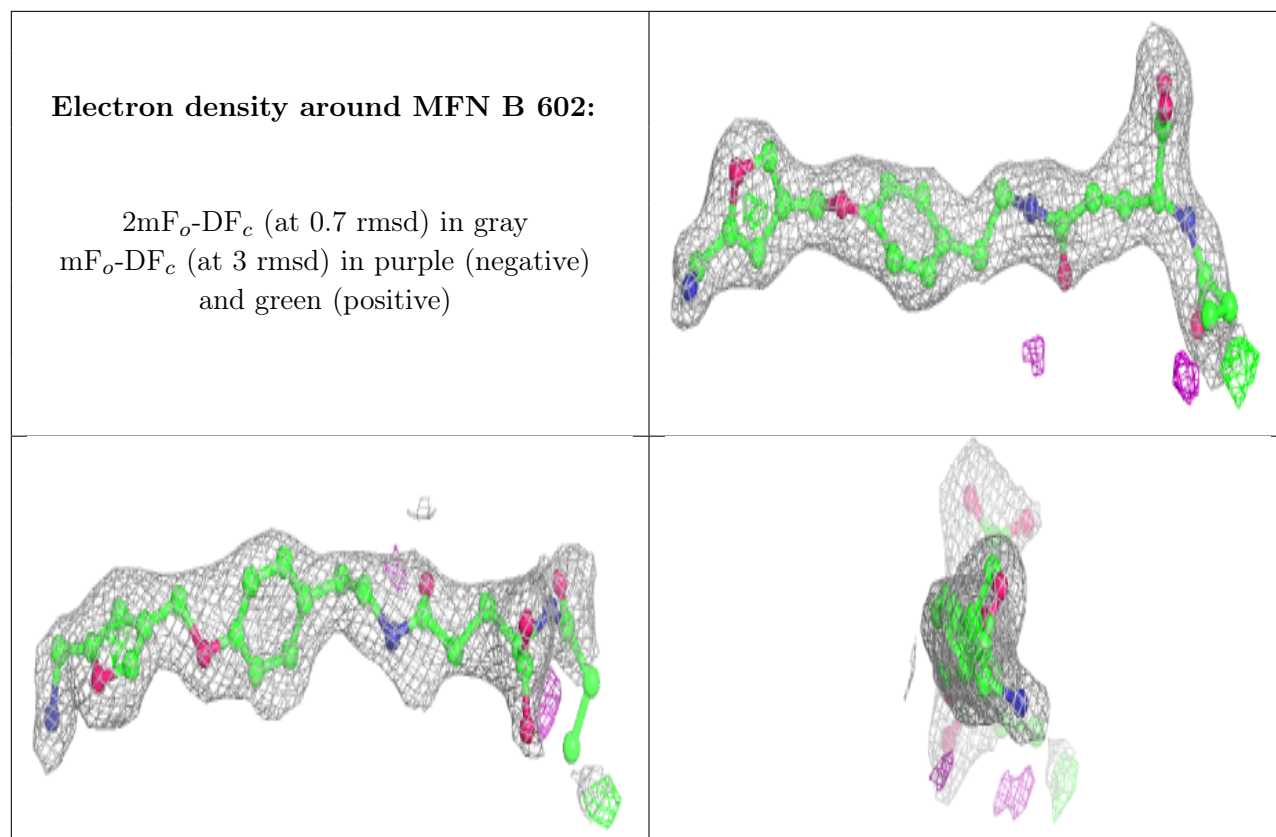 Electron density around MFN B 602:
2mFₒ-DF𝒸 (at 0.7 rmsd) in gray
mFₒ-DF𝒸 (at 3 rmsd) in purple (negative)
and green (positive)